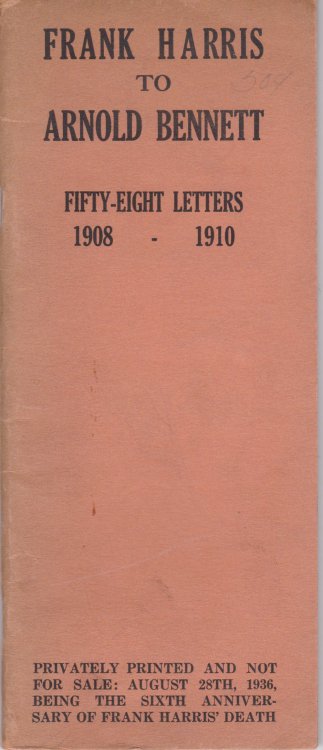 FRANK HARRIS
TO
ARNOLD BENNETT
FIFTY-EIGHT LETTERS
1908 - 1910
PRIVATELY PRINTED AND NOT
FOR SALE: AUGUST 28TH, 1936,
BEING THE SIXTH ANNIVER-
SARY OF FRANK HARRIS' DEATH